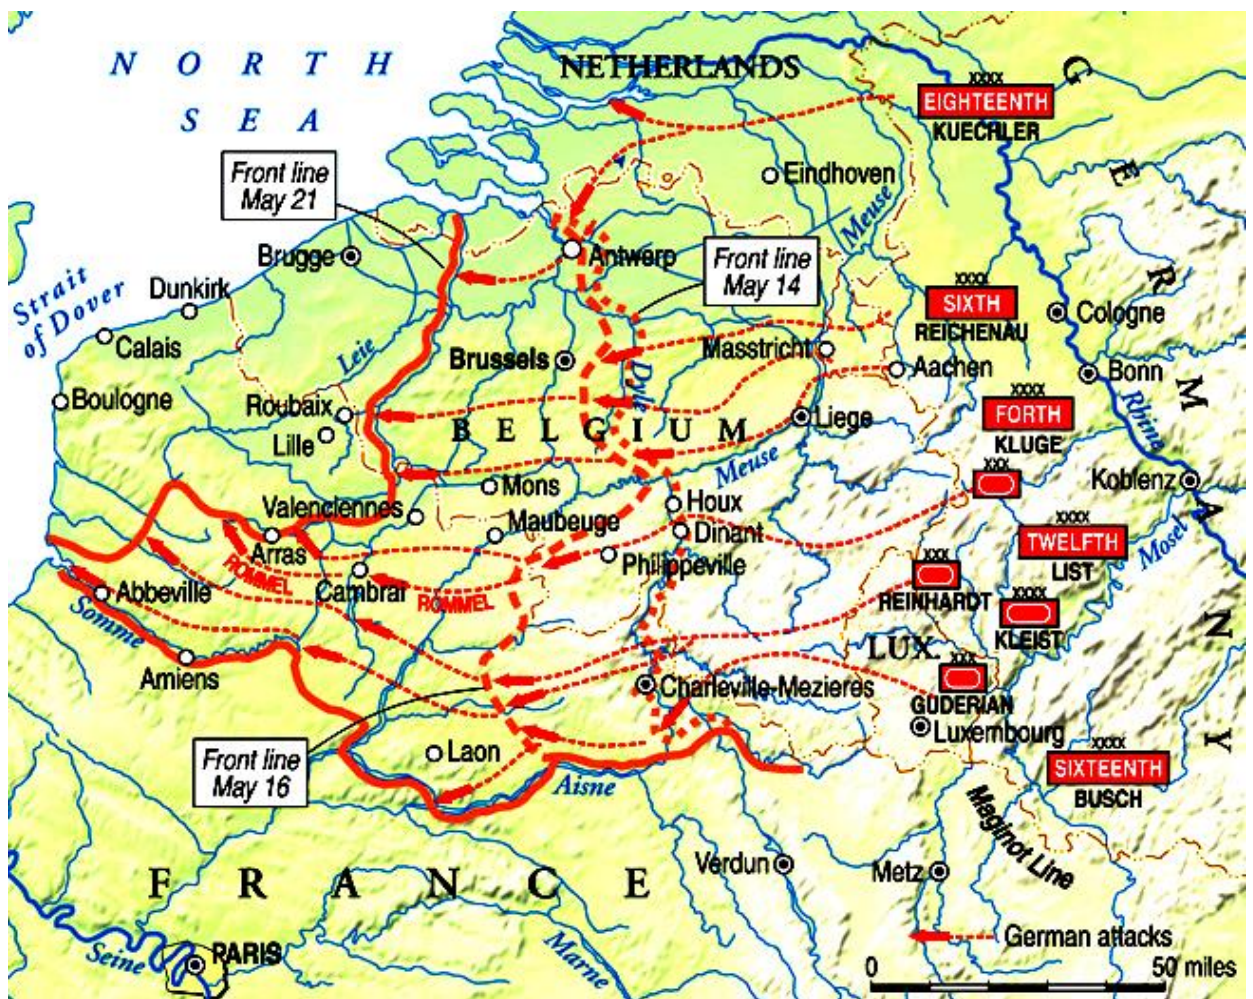 NORTH
SEA
NETHERLANDS
XXXX
EIGHTEENTH
KUECHLER
GERMANY
Front line
May 21
Eindhoven
Meuse
Brugge
Antwerp
Front line
May 14
Strait
of Dover
Dunkirk
XXXX
SIXTH
REICHENAU
Cologne
Calais
Leie
Brussels
Masstricht
Dyle
Aachen
Bonn
Boulogne
Roubaix
Lille
BELGIUM
Liege
XXXX
FORTH
KLUGE
Rhine
Meuse
XXX
Koblenz
Mons
Houx
Valenciennes
Maubeuge
Dinant
XXXX
TWELFTH
LIST
Mosel
Arras
Philippeville
XXX
REINHARDT
ROMMEL
Cambrai
ROMMEL
Abbeville
XXXX
KLEIST
Somme
LUX.
XXX
GUDERIAN
Amiens
Charleville-Mezieres
Luxembourg
Front line
May 16
Laon
Aisne
XXXX
SIXTEENTH
BUSCH
Maginot Line
FRANCE
Verdun
Metz
Seine
PARIS
Marne
German attacks
0 50 miles